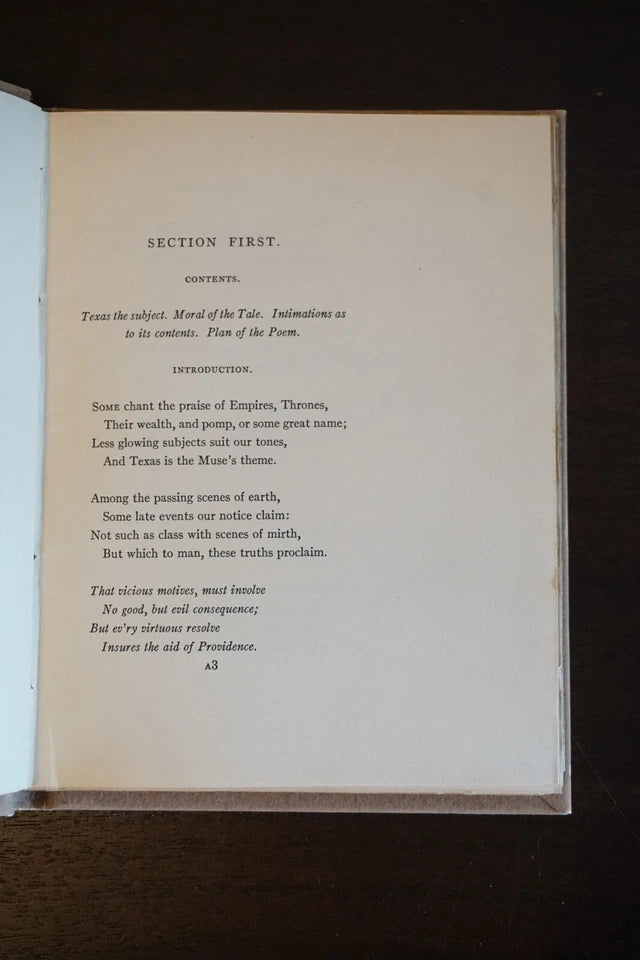 SECTION FIRST.
CONTENTS.
Texas the subject. Moral of the Tale. Intimations as
to its contents. Plan of the Poem.
INTRODUCTION.
SOME chant the praise of Empires, Thrones,
Their wealth, and pomp, or some great name;
Less glowing subjects suit our tones,
And Texas is the Muse's theme.
Among the passing scenes of earth,
Some late events our notice claim:
Not such as class with scenes of mirth,
But which to man, these truths proclaim.
That vicious motives, must involve
No good, but evil consequence;
But ev'ry virtuous resolve
Insures the aid of Providence.
A3